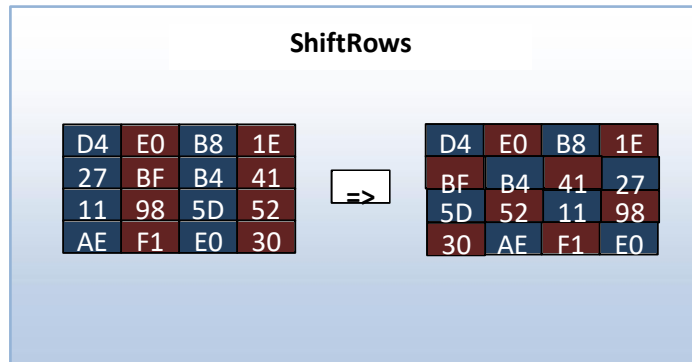 ShiftRows
D4 E0 B8 1E
27 BF B4 41
11 98 5D 52
AE F1 E0 30
=>
D4 E0 B8 1E
BF B4 41 27
5D 52 11 98
30 AE F1 E0